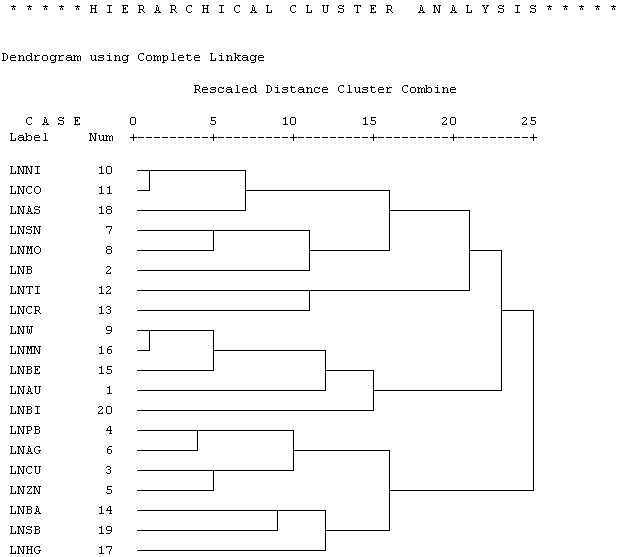 * * * * * H I E R A R C H I C A L  C L U S T E R  A N A L Y S I S * * * * *
Dendrogram using Complete Linkage
Rescaled Distance Cluster Combine
C A S E 0 5 10 15 20 25
Label Num +---------+---------+---------+---------+---------+
LNNI 10
LNCO 11
LNAS 18
LNSN 7
LNMO 8
LNB 2
LNTI 12
LNCR 13
LNW 9
LNMN 16
LNBE 15
LNAU 1
LNBI 20
LNPB 4
LNAG 6
LNCU 3
LNZN 5
LNBA 14
LNSB 19
LNHG 17